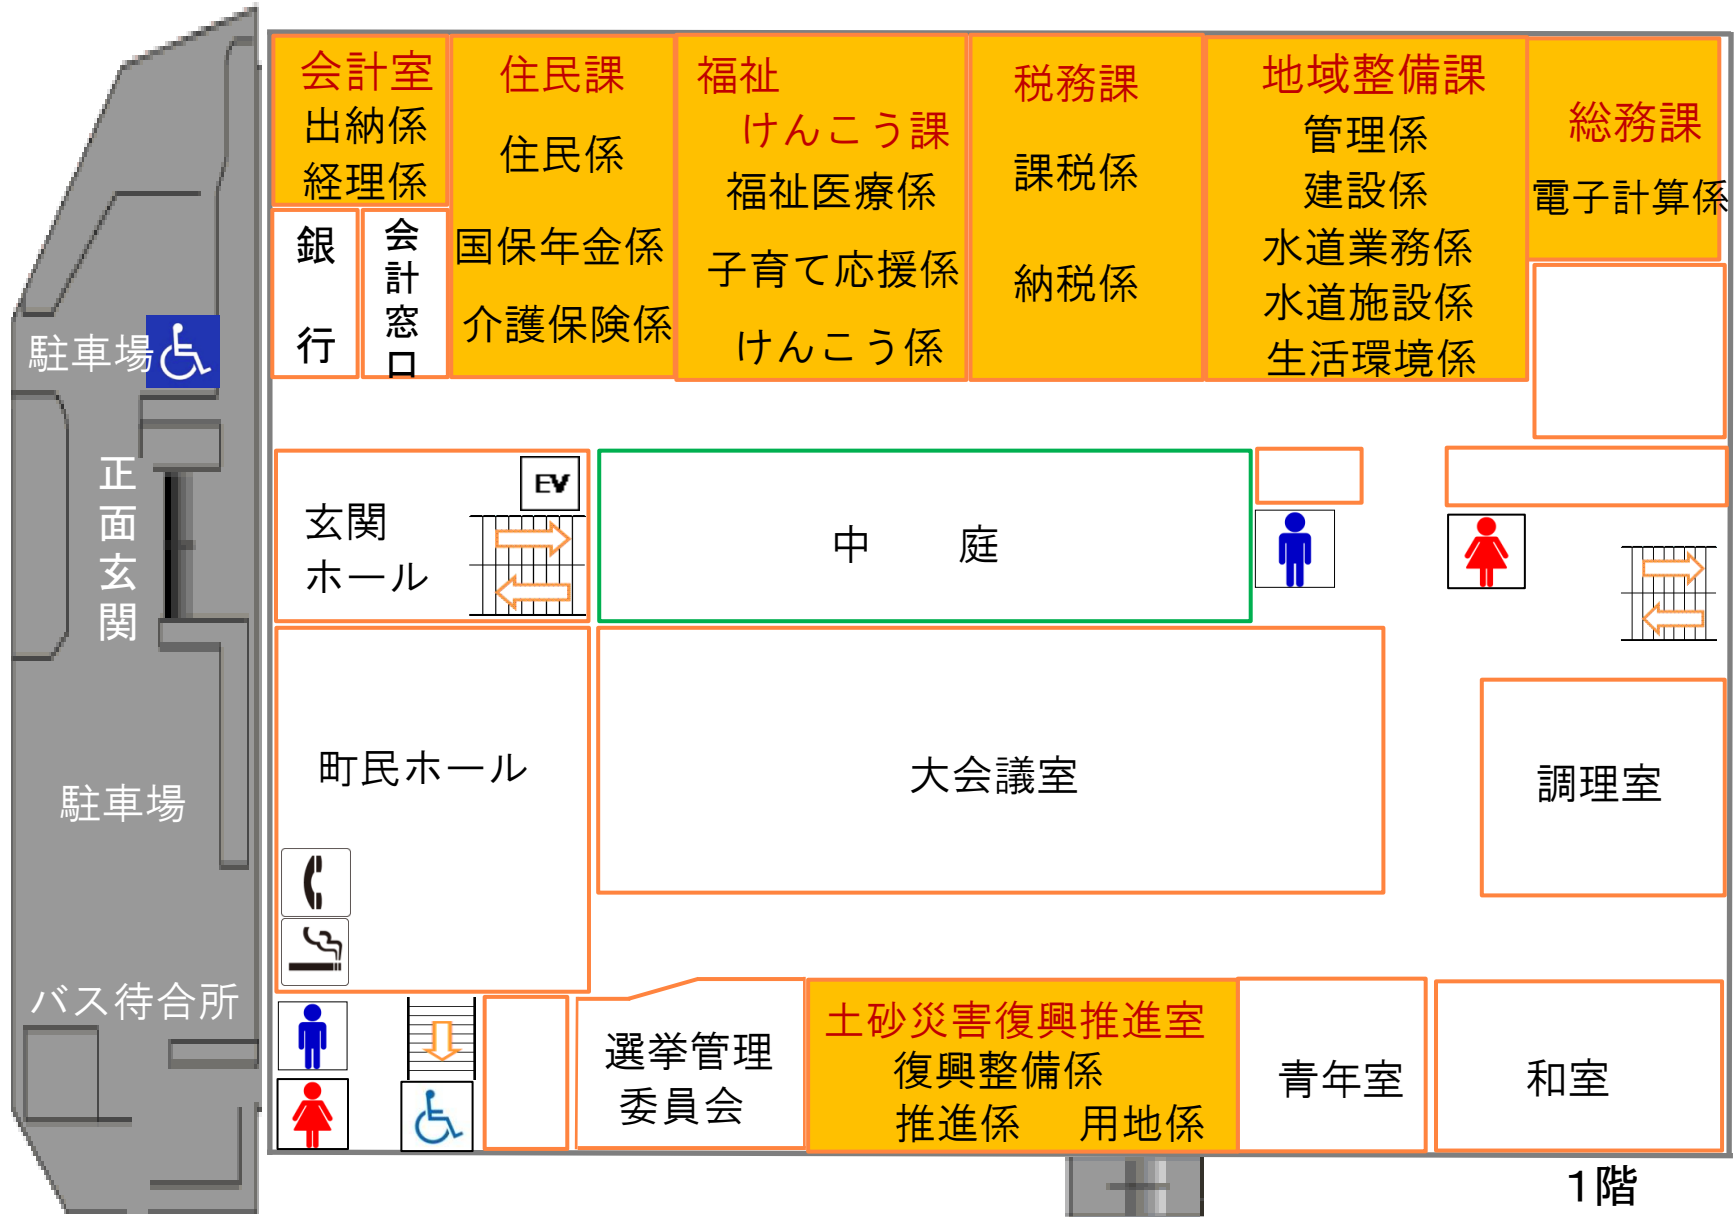 会計室
出納係
経理係
住民課
住民係
国保年金係
介護保険係
福祉
けんこう課
福祉医療係
子育て応援係
けんこう係
税務課
課税係
納税係
地域整備課
管理係
建設係
水道業務係
水道施設係
生活環境係
総務課
電子計算係
銀行
会計窓口
駐車場
正面玄関
玄関
ホール
EV
中庭
町民ホール
大会議室
調理室
駐車場
バス待合所
選挙管理
委員会
土砂災害復興推進室
復興整備係
推進係 用地係
青年室
和室
1階